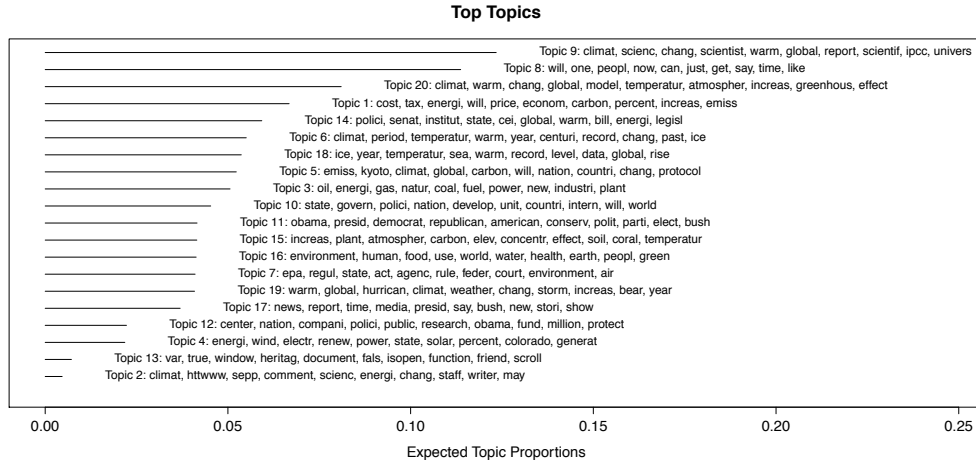 Top Topics
Topic 9: climat, scienc, chang, scientist, warm, global, report, scientif, ipcc, univers
Topic 8: will, one, peopl, now, can, just, get, say, time, like
Topic 20: climat, warm, chang, global, model, temperatur, atmospher, increas, greenhous, effect
Topic 1: cost, tax, energi, will, price, econom, carbon, percent, increas, emiss
Topic 14: polici, senat, institut, state, cei, global, warm, bill, energi, legisl
Topic 6: climat, period, temperatur, warm, year, centuri, record, chang, past, ice
Topic 18: ice, year, temperatur, sea, warm, record, level, data, global, rise
Topic 5: emiss, kyoto, climat, global, carbon, will, nation, countri, chang, protocol
Topic 3: oil, energi, gas, natur, coal, fuel, power, new, industri, plant
Topic 10: state, govern, polici, nation, develop, unit, countri, intern, will, world
Topic 11: obama, presid, democrat, republican, american, conserv, polit, parti, elect, bush
Topic 15: increas, plant, atmospher, carbon, elev, concentr, effect, soil, coral, temperatur
Topic 16: environment, human, food, use, world, water, health, earth, peopl, green
Topic 7: epa, regul, state, act, agenc, rule, feder, court, environment, air
Topic 19: warm, global, hurrican, climat, weather, chang, storm, increas, bear, year
Topic 17: news, report, time, media, presid, say, bush, new, stori, show
Topic 12: center, nation, compani, polici, public, research, obama, fund, million, protect
Topic 4: energi, wind, electr, renew, power, state, solar, percent, colorado, generat
Topic 13: var, true, window, heritag, document, fals, isopen, function, friend, scroll
Topic 2: climat, httwww, sepp, comment, scienc, energi, chang, staff, writer, may
0.00 0.05 0.10 0.15 0.20 0.25
Expected Topic Proportions